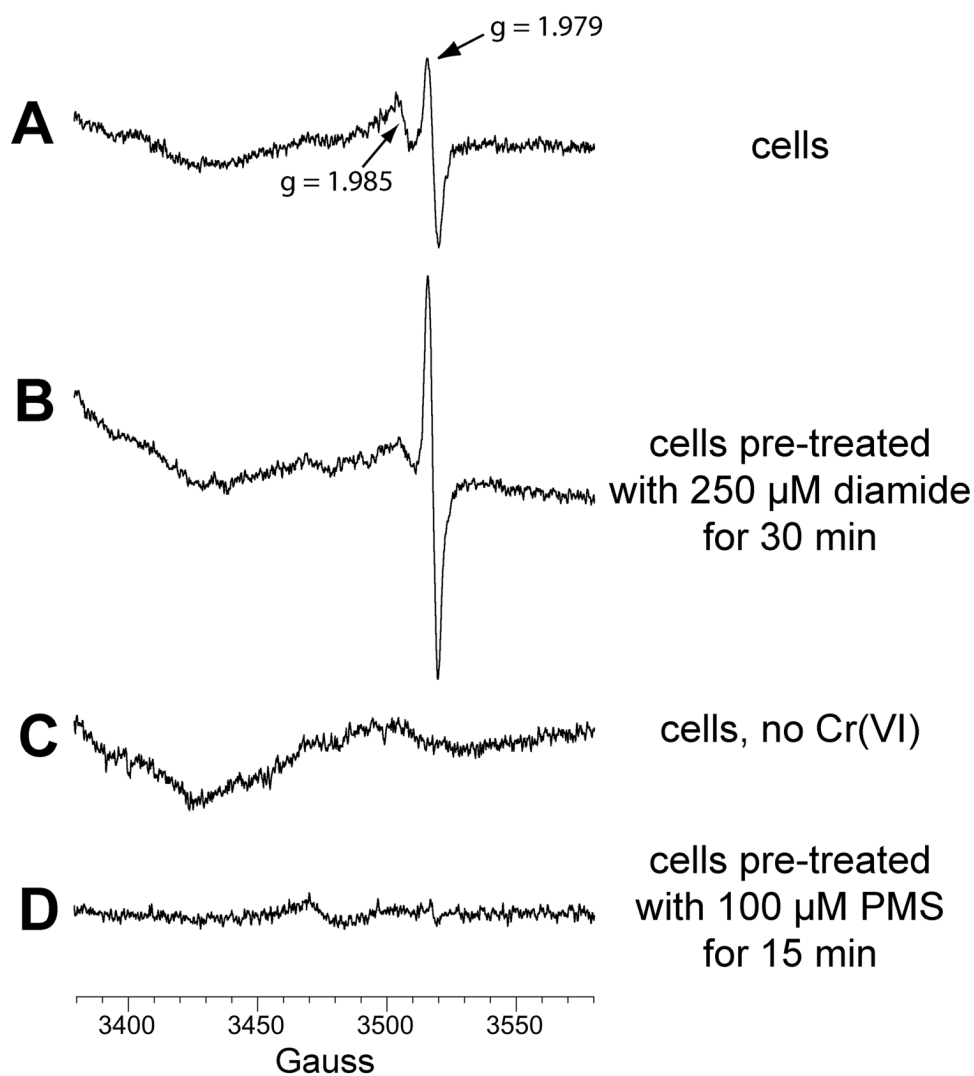 g = 1.979
A
cells
g = 1.985
B
cells pre-treated
with 250 μM diamide
for 30 min
C
cells, no Cr(VI)
cells pre-treated
D
with 100 μM PMS
for 15 min
3400 3450 3500 3550
Gauss